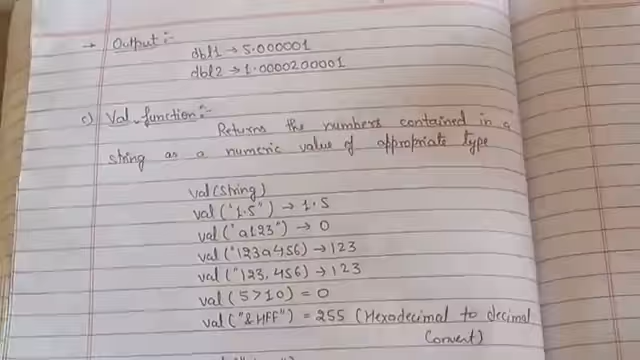 → Output :-
dbl1 → 5.000001
dbl2 → 1.0000200001
c) Val function :-
Returns the numbers contained in a
string as a numeric value of appropriate type
val(string)
val("1.5") → 1.5
val("a123") → 0
val("123a456) → 123
val("123,456) → 123
val(5>10) = 0
val("&HFF") = 255 (Hexadecimal to decimal
Convert)